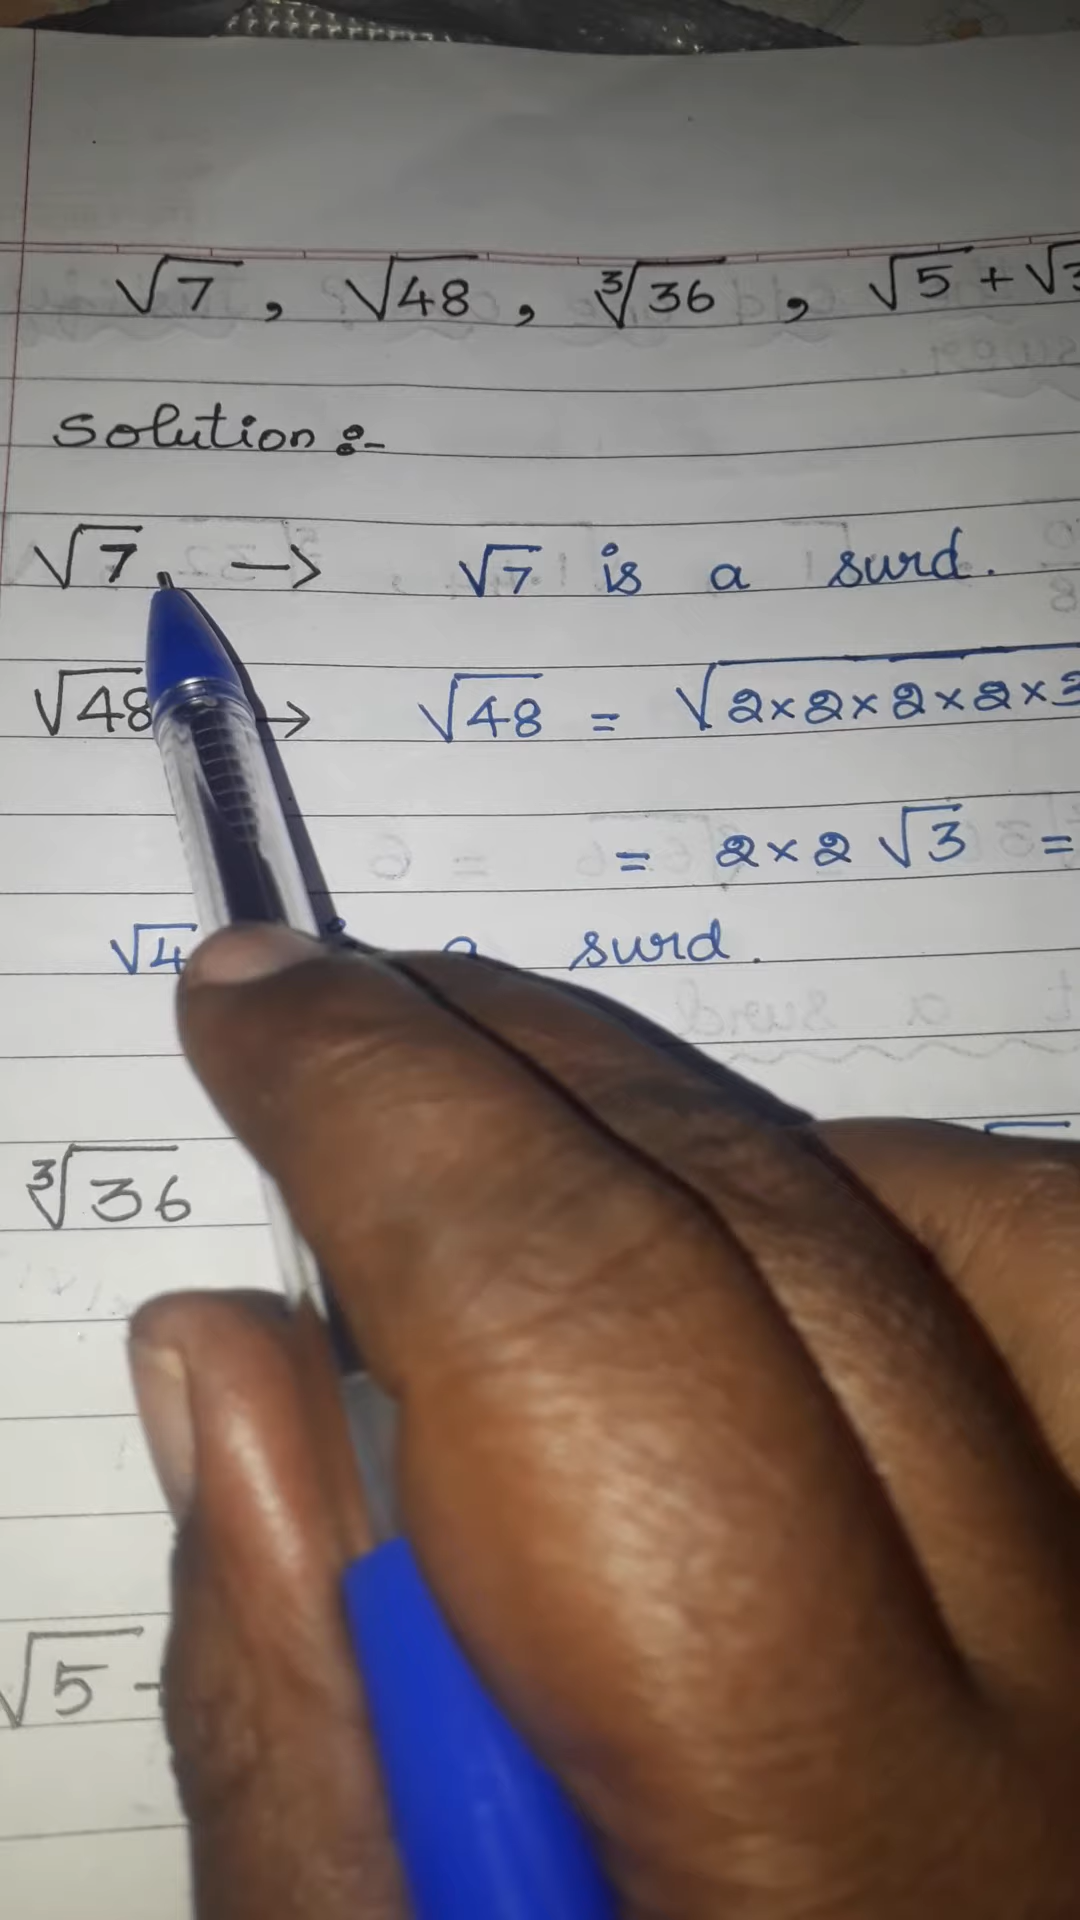 √7 , √48 , ∛36 , √5 + √3
Solution :-
√7 → √7 is a surd.
√48 → √48 = √2×2×2×2×3
= 2×2 √3 =
√4 a surd.
∛36
√5 -